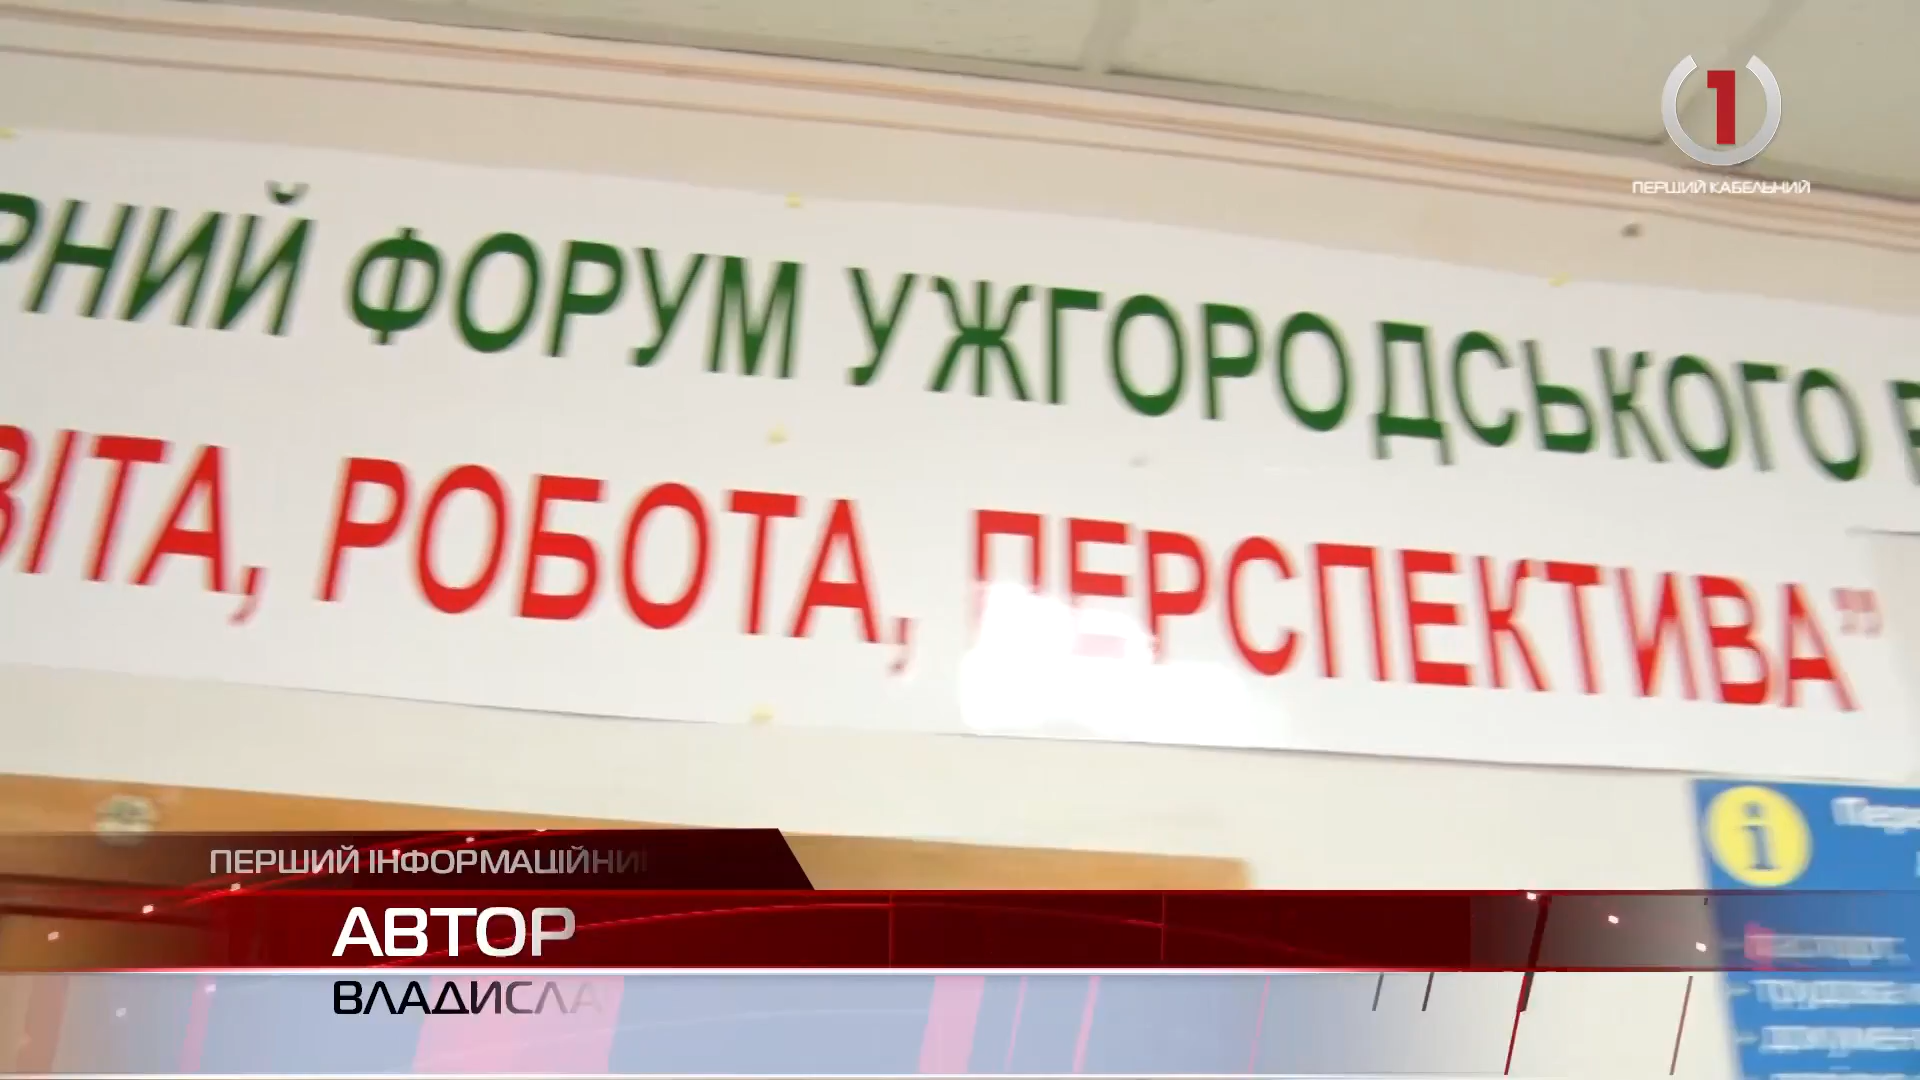 ПЕРШИЙ КАБЕЛЬНИЙ
РНИЙ ФОРУМ УЖГОРОДСЬКОГО
ВІТА, РОБОТА, ПЕРСПЕКТИВА”
ПЕРШИЙ ІНФОРМАЦІЙНИ
АВТОР
ВЛАДИСЛА